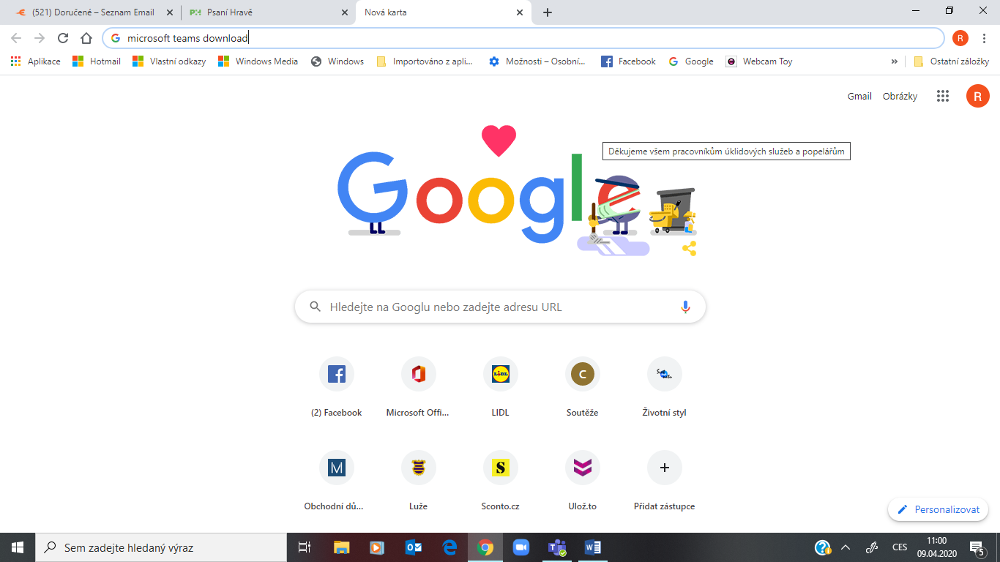 (521) Doručené – Seznam Email
Psaní Hravě
Nová karta
microsoft teams download
R
Aplikace
Hotmail
Vlastní odkazy
Windows Media
Windows
Importováno z apli...
Možnosti – Osobní...
Facebook
Google
Webcam Toy
»
Ostatní záložky
Gmail
Obrázky
R
Google
Děkujeme všem pracovníkům úklidových služeb a popelářům
Hledejte na Googlu nebo zadejte adresu URL
(2) Facebook
Microsoft Offi...
LIDL
Soutěže
Životní styl
Obchodní dů...
Luže
Sconto.cz
Ulož.to
Přidat zástupce
Personalizovat
Sem zadejte hledaný výraz
CES
11:00
09.04.2020
5